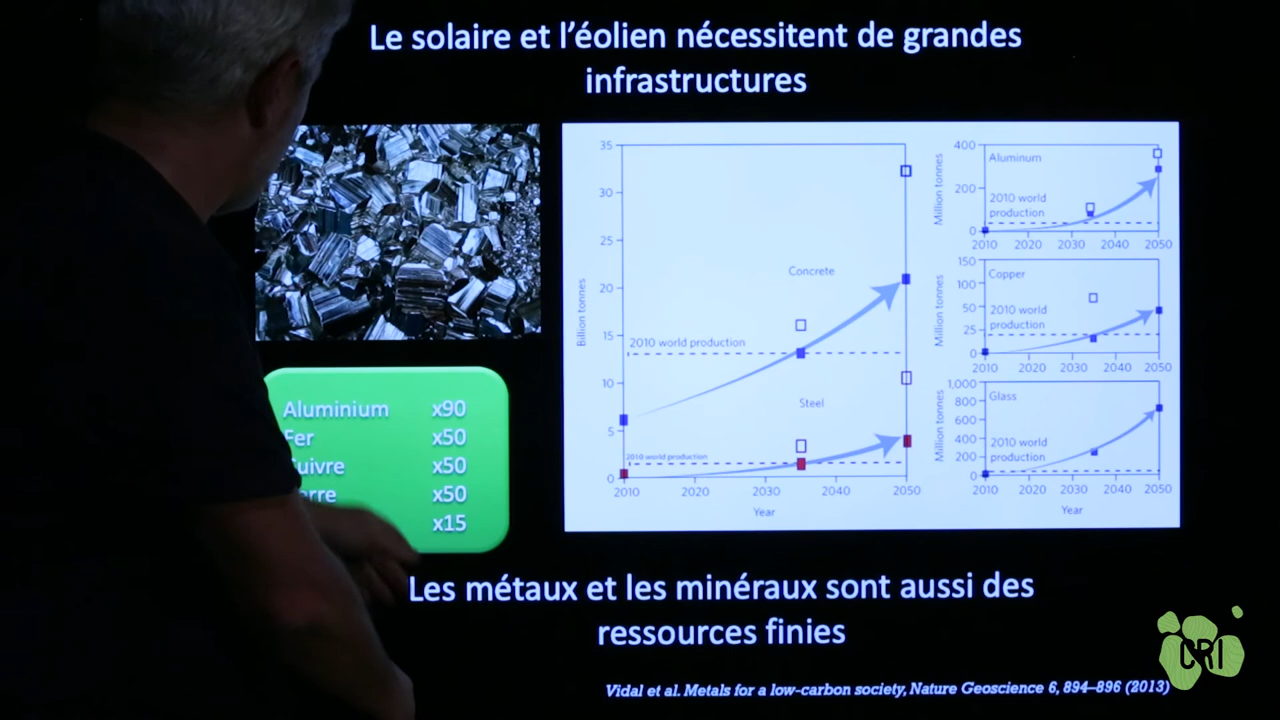 Le solaire et l'éolien nécessitent de grandes
infrastructures
Aluminium x90
x50
x50
x50
x15
35
30
25
20
15
10
5
0
Billion tonnes
Concrete
2010 world production
Steel
2010 world production
2010 2020 2030 2040 2050
Year
400
200
0
Million tonnes
Aluminum
2010 world
production
2010 2020 2030 2040 2050
150
100
50
25
0
Million tonnes
Copper
2010 world
production
2010 2020 2030 2040 2050
1,000
800
600
400
200
0
Million tonnes
Glass
2010 world
production
2010 2020 2030 2040 2050
Year
Les métaux et les minéraux sont aussi des
ressources finies
CRI
Vidal et al. Metals for a low-carbon society, Nature Geoscience 6, 894–896 (2013)